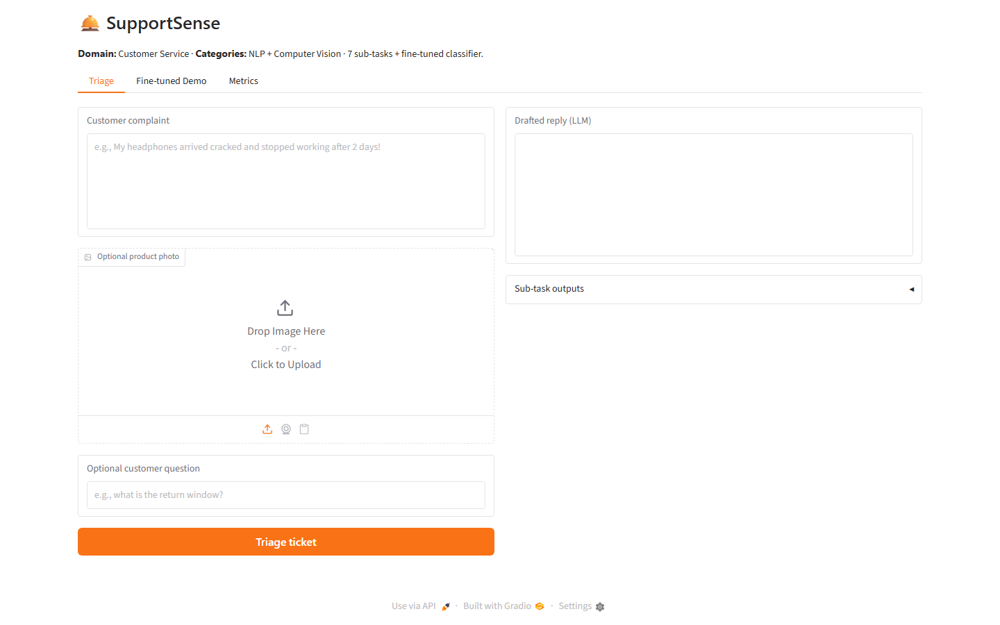 SupportSense
Domain: Customer Service · Categories: NLP + Computer Vision · 7 sub-tasks + fine-tuned classifier.
Triage
Fine-tuned Demo
Metrics
Customer complaint
e.g., My headphones arrived cracked and stopped working after 2 days!
Optional product photo
Drop Image Here
- or -
Click to Upload
Optional customer question
e.g., what is the return window?
Triage ticket
Drafted reply (LLM)
Sub-task outputs
Use via API · Built with Gradio · Settings